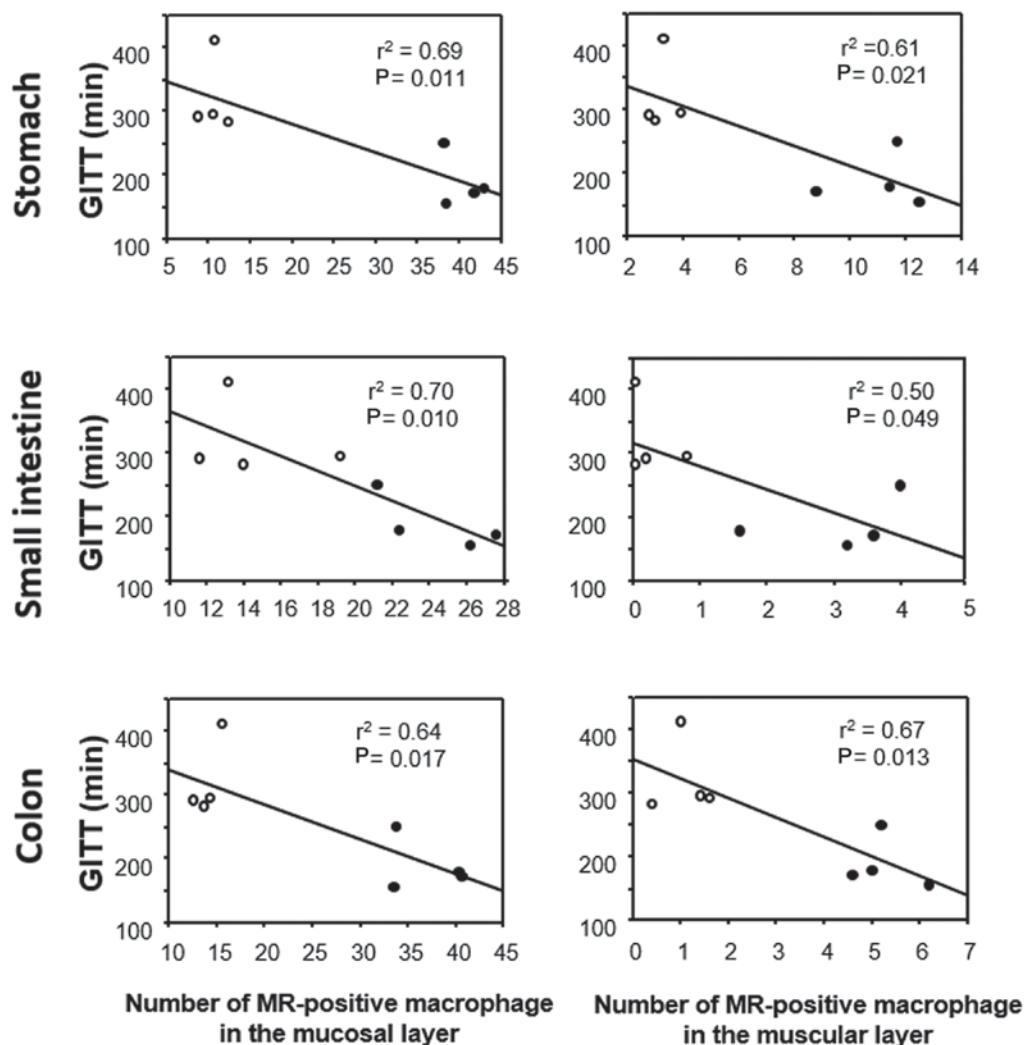 Stomach
GITT (min)
400
300
200
100
r² = 0.69
P= 0.011
5 10 15 20 25 30 35 40 45
400
300
200
100
r² =0.61
P= 0.021
2 4 6 8 10 12 14
Small intestine
GITT (min)
400
300
200
100
r² = 0.70
P= 0.010
10 12 14 16 18 20 22 24 26 28
400
300
200
100
r² = 0.50
P= 0.049
0 1 2 3 4 5
Colon
GITT (min)
400
300
200
100
r² = 0.64
P= 0.017
10 15 20 25 30 35 40 45
400
300
200
100
r² = 0.67
P= 0.013
0 1 2 3 4 5 6 7
Number of MR-positive macrophage
in the mucosal layer
Number of MR-positive macrophage
in the muscular layer